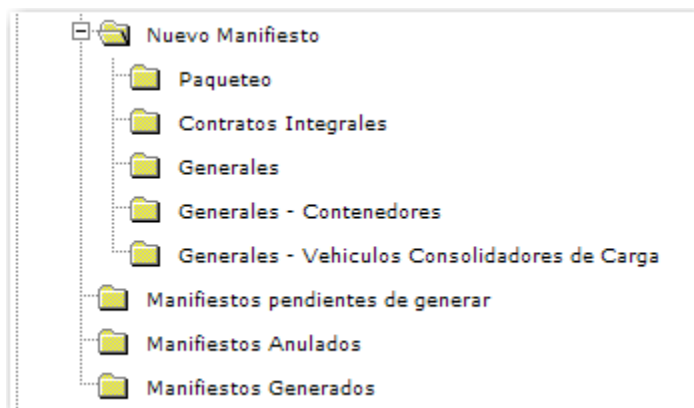 Nuevo Manifiesto
Paqueteo
Contratos Integrales
Generales
Generales - Contenedores
Generales - Vehiculos Consolidadores de Carga
Manifiestos pendientes de generar
Manifiestos Anulados
Manifiestos Generados